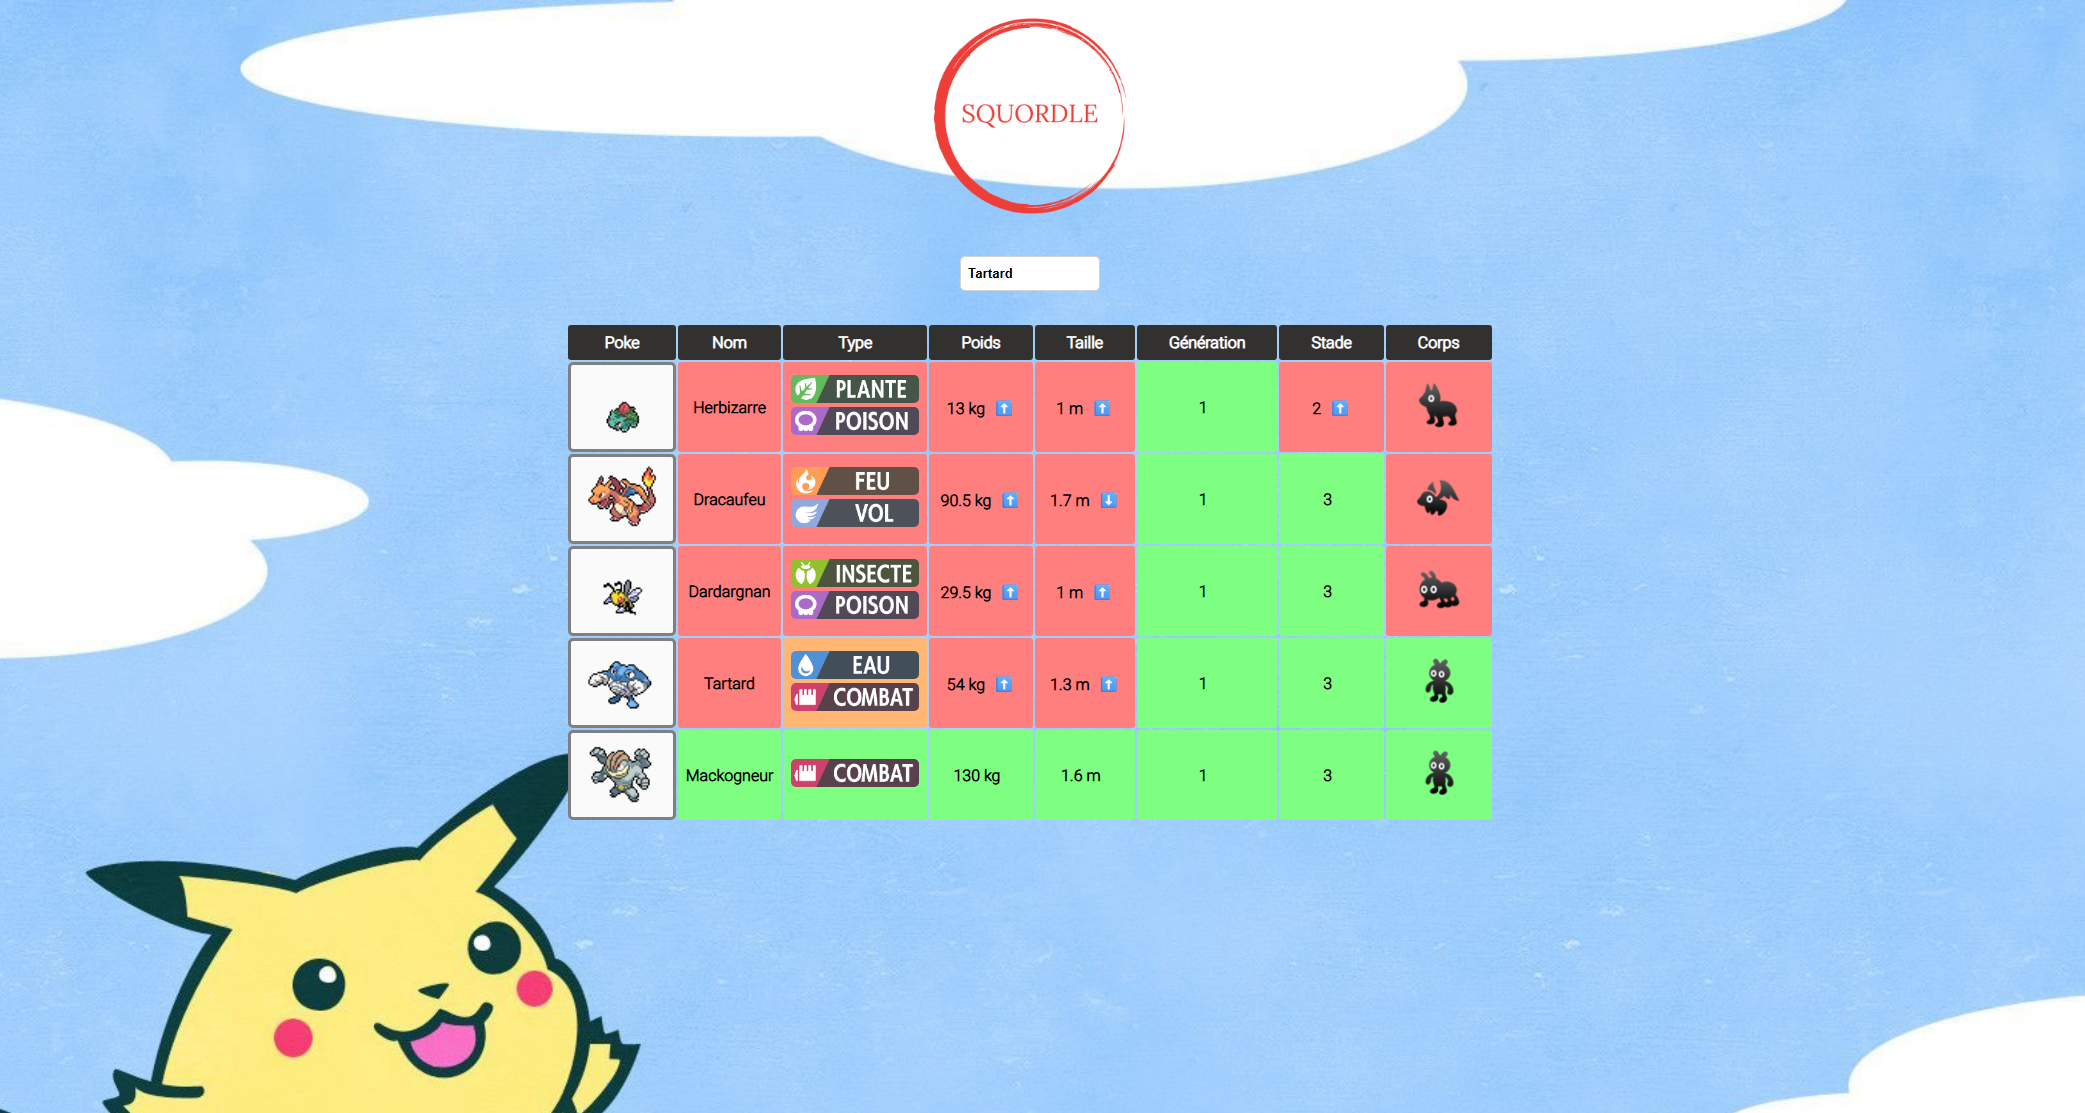 SQUORDLE
Tartard
Poke Nom Type Poids Taille Génération Stade Corps
Herbizarre PLANTE POISON 13 kg ⬆️ 1 m ⬆️ 1 2 ⬆️
Dracaufeu FEU VOL 90.5 kg ⬆️ 1.7 m ⬇️ 1 3
Dardargnan INSECTE POISON 29.5 kg ⬆️ 1 m ⬆️ 1 3
Tartard EAU COMBAT 54 kg ⬆️ 1.3 m ⬆️ 1 3
Mackogneur COMBAT 130 kg 1.6 m 1 3